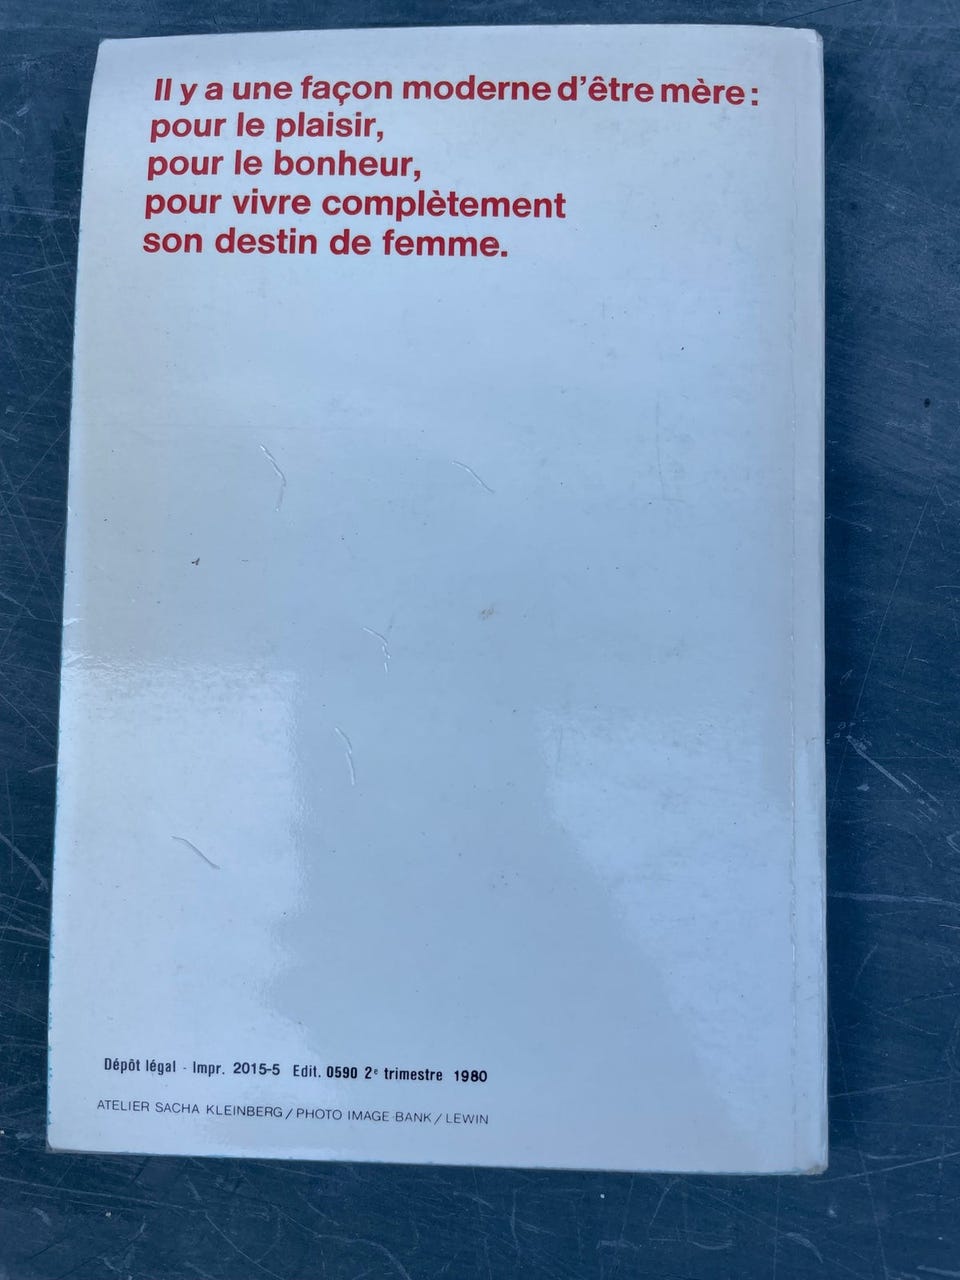 Il y a une façon moderne d'être mère :
pour le plaisir,
pour le bonheur,
pour vivre complètement
son destin de femme.
Dépôt légal - Impr. 2015-5 Edit. 0590 2e trimestre 1980
ATELIER SACHA KLEINBERG / PHOTO IMAGE BANK / LEWIN